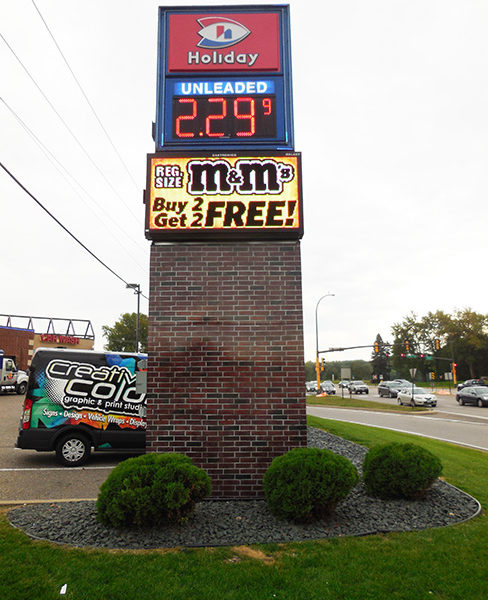 Holiday
UNLEADED
2.29 9
REG. SIZE
m&m's
Buy 2
Get 2 FREE!
Creative
Color
graphic & print studio
Signs • Design • Vehicle Wraps • Displays